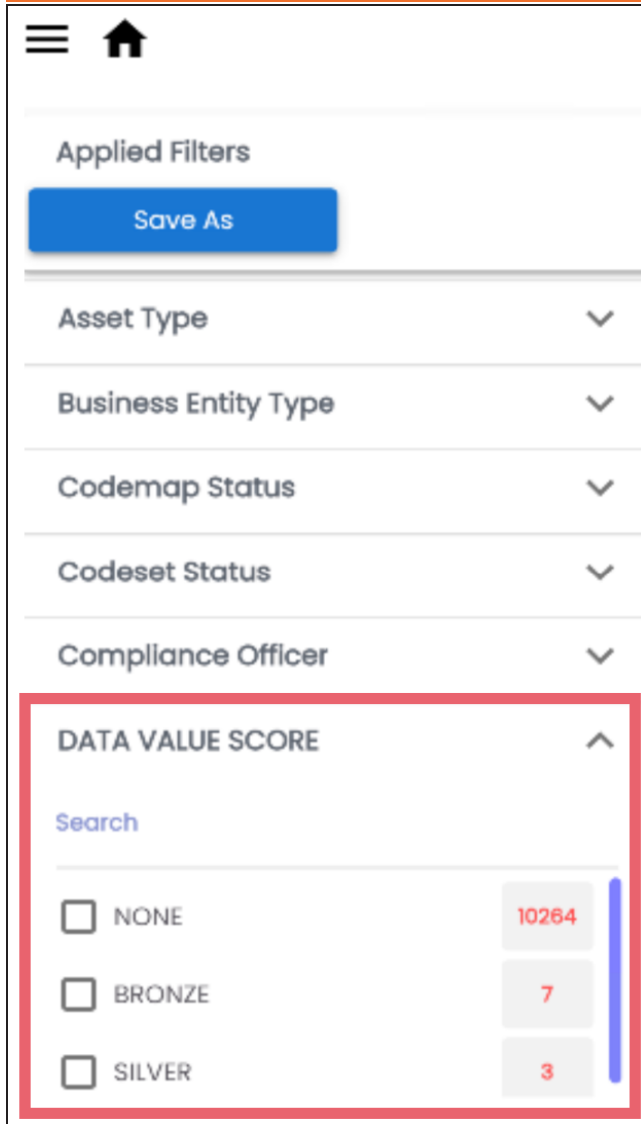 Applied Filters
Save As
Asset Type
Business Entity Type
Codemap Status
Codeset Status
Compliance Officer
DATA VALUE SCORE
Search
NONE 10264
BRONZE 7
SILVER 3